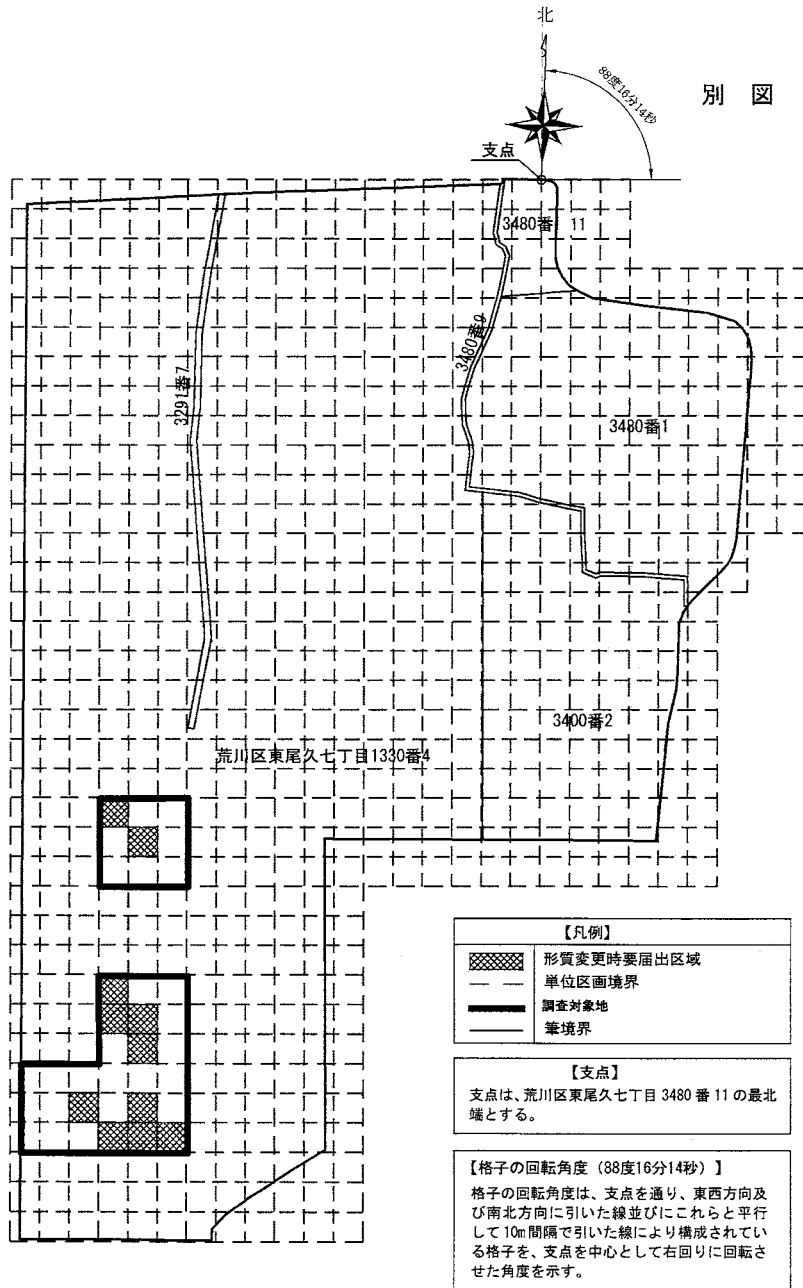 北
88度16分14秒
別 図
支点
3480番 11
3291番7
3480番9
3480番1
3400番2
荒川区東尾久七丁目1330番4
【凡例】
形質変更時要届出区域
単位区画境界
調査対象地
筆境界
【支点】
支点は、荒川区東尾久七丁目 3480 番 11 の最北
端とする。
【格子の回転角度（88度16分14秒）】
格子の回転角度は、支点を通り、東西方向及
び南北方向に引いた線並びにこれらと平行
して10m間隔で引いた線により構成されてい
る格子を、支点を中心として右回りに回転さ
せた角度を示す。